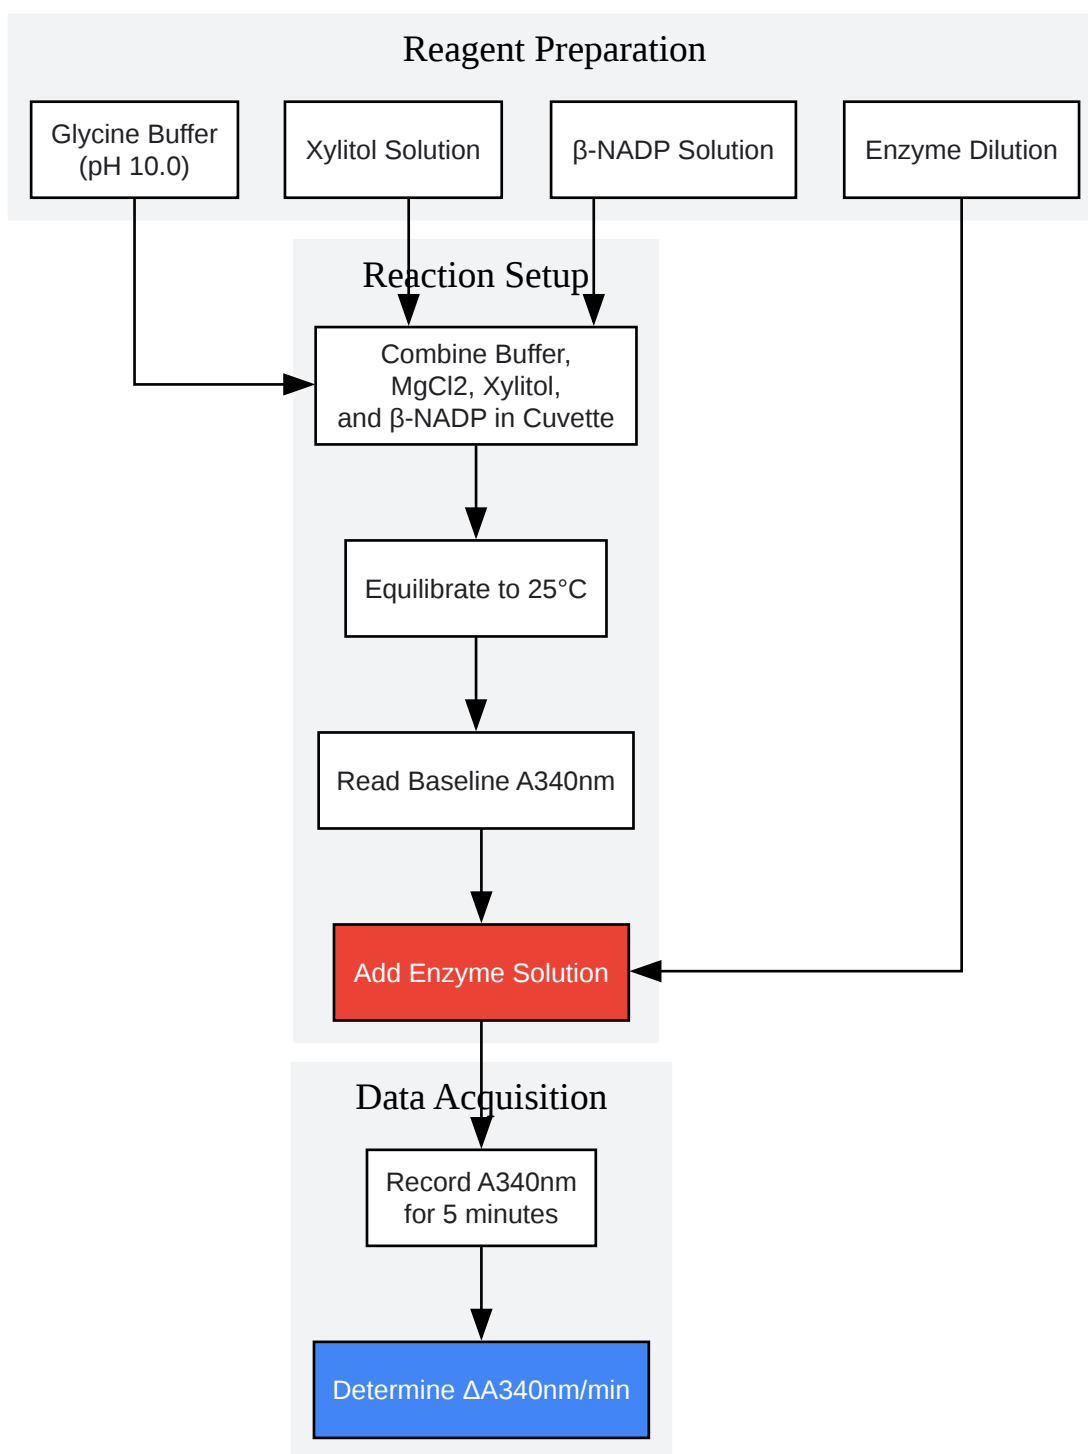 Reagent Preparation
Glycine Buffer
(pH 10.0)
Xylitol Solution
β-NADP Solution
Enzyme Dilution
Reaction Setup
Combine Buffer,
MgCl2, Xylitol,
and β-NADP in Cuvette
Equilibrate to 25°C
Read Baseline A340nm
Add Enzyme Solution
Data Acquisition
Record A340nm
for 5 minutes
Determine ΔA340nm/min